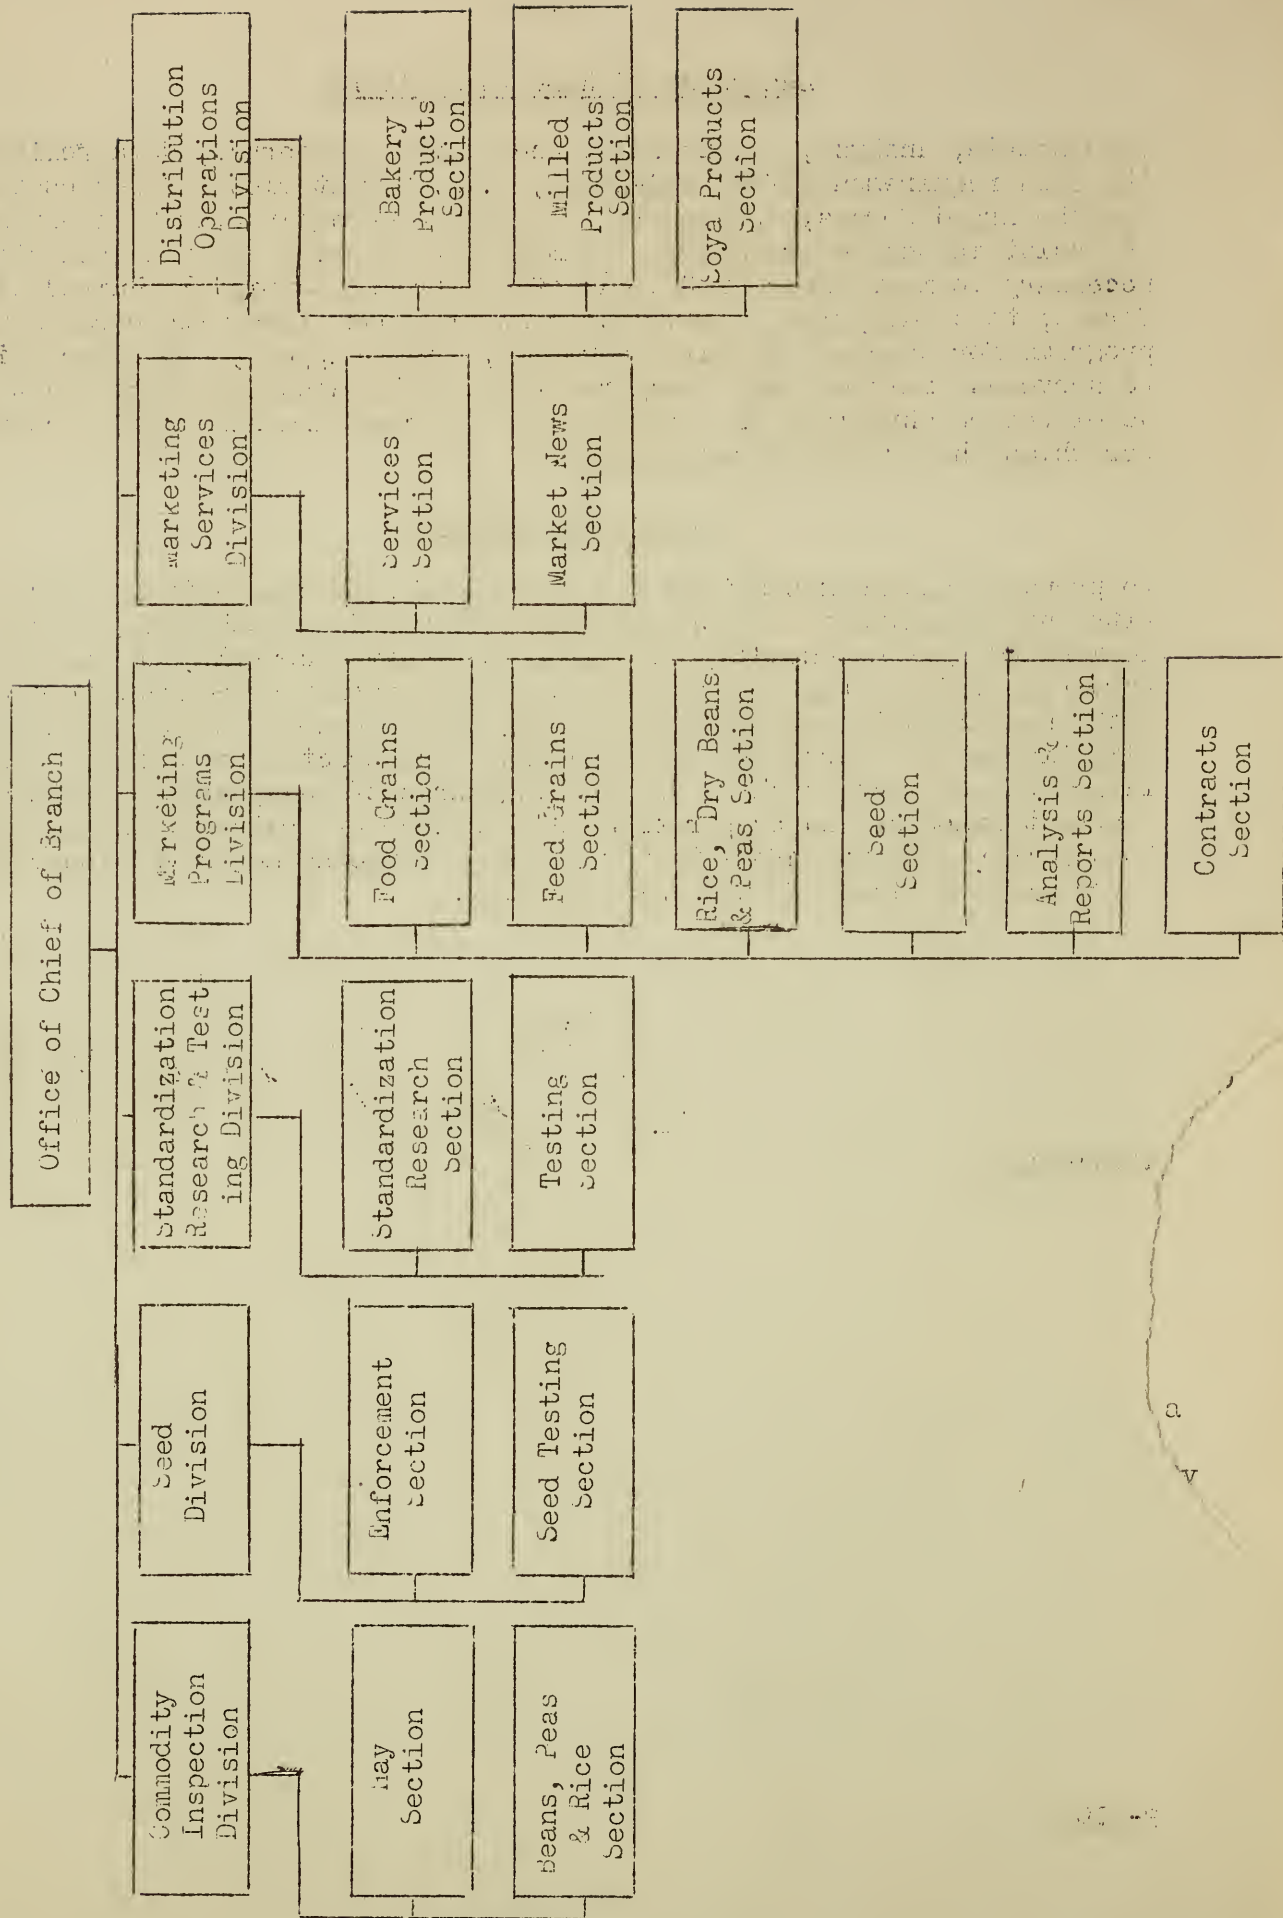 Office of Chief of Branch
Commodity
Inspection
Division
Seed
Division
Standardization
Research & Test
ing Division
Marketing
Programs
Division
Marketing
Services
Division
Distribution
Operations
Division
Hay
Section
Beans, Peas
& Rice
Section
Enforcement
Section
Seed Testing
Section
Standardization
Research
Section
Testing
Section
Food Grains
Section
Feed Grains
Section
Rice, Dry Beans
& Peas Section
Seed
Section
Analysis &
Reports Section
Contracts
Section
Services
Section
Market News
Section
Bakery
Products
Section
Milled
Products
Section
Soya Products
Section
a
v